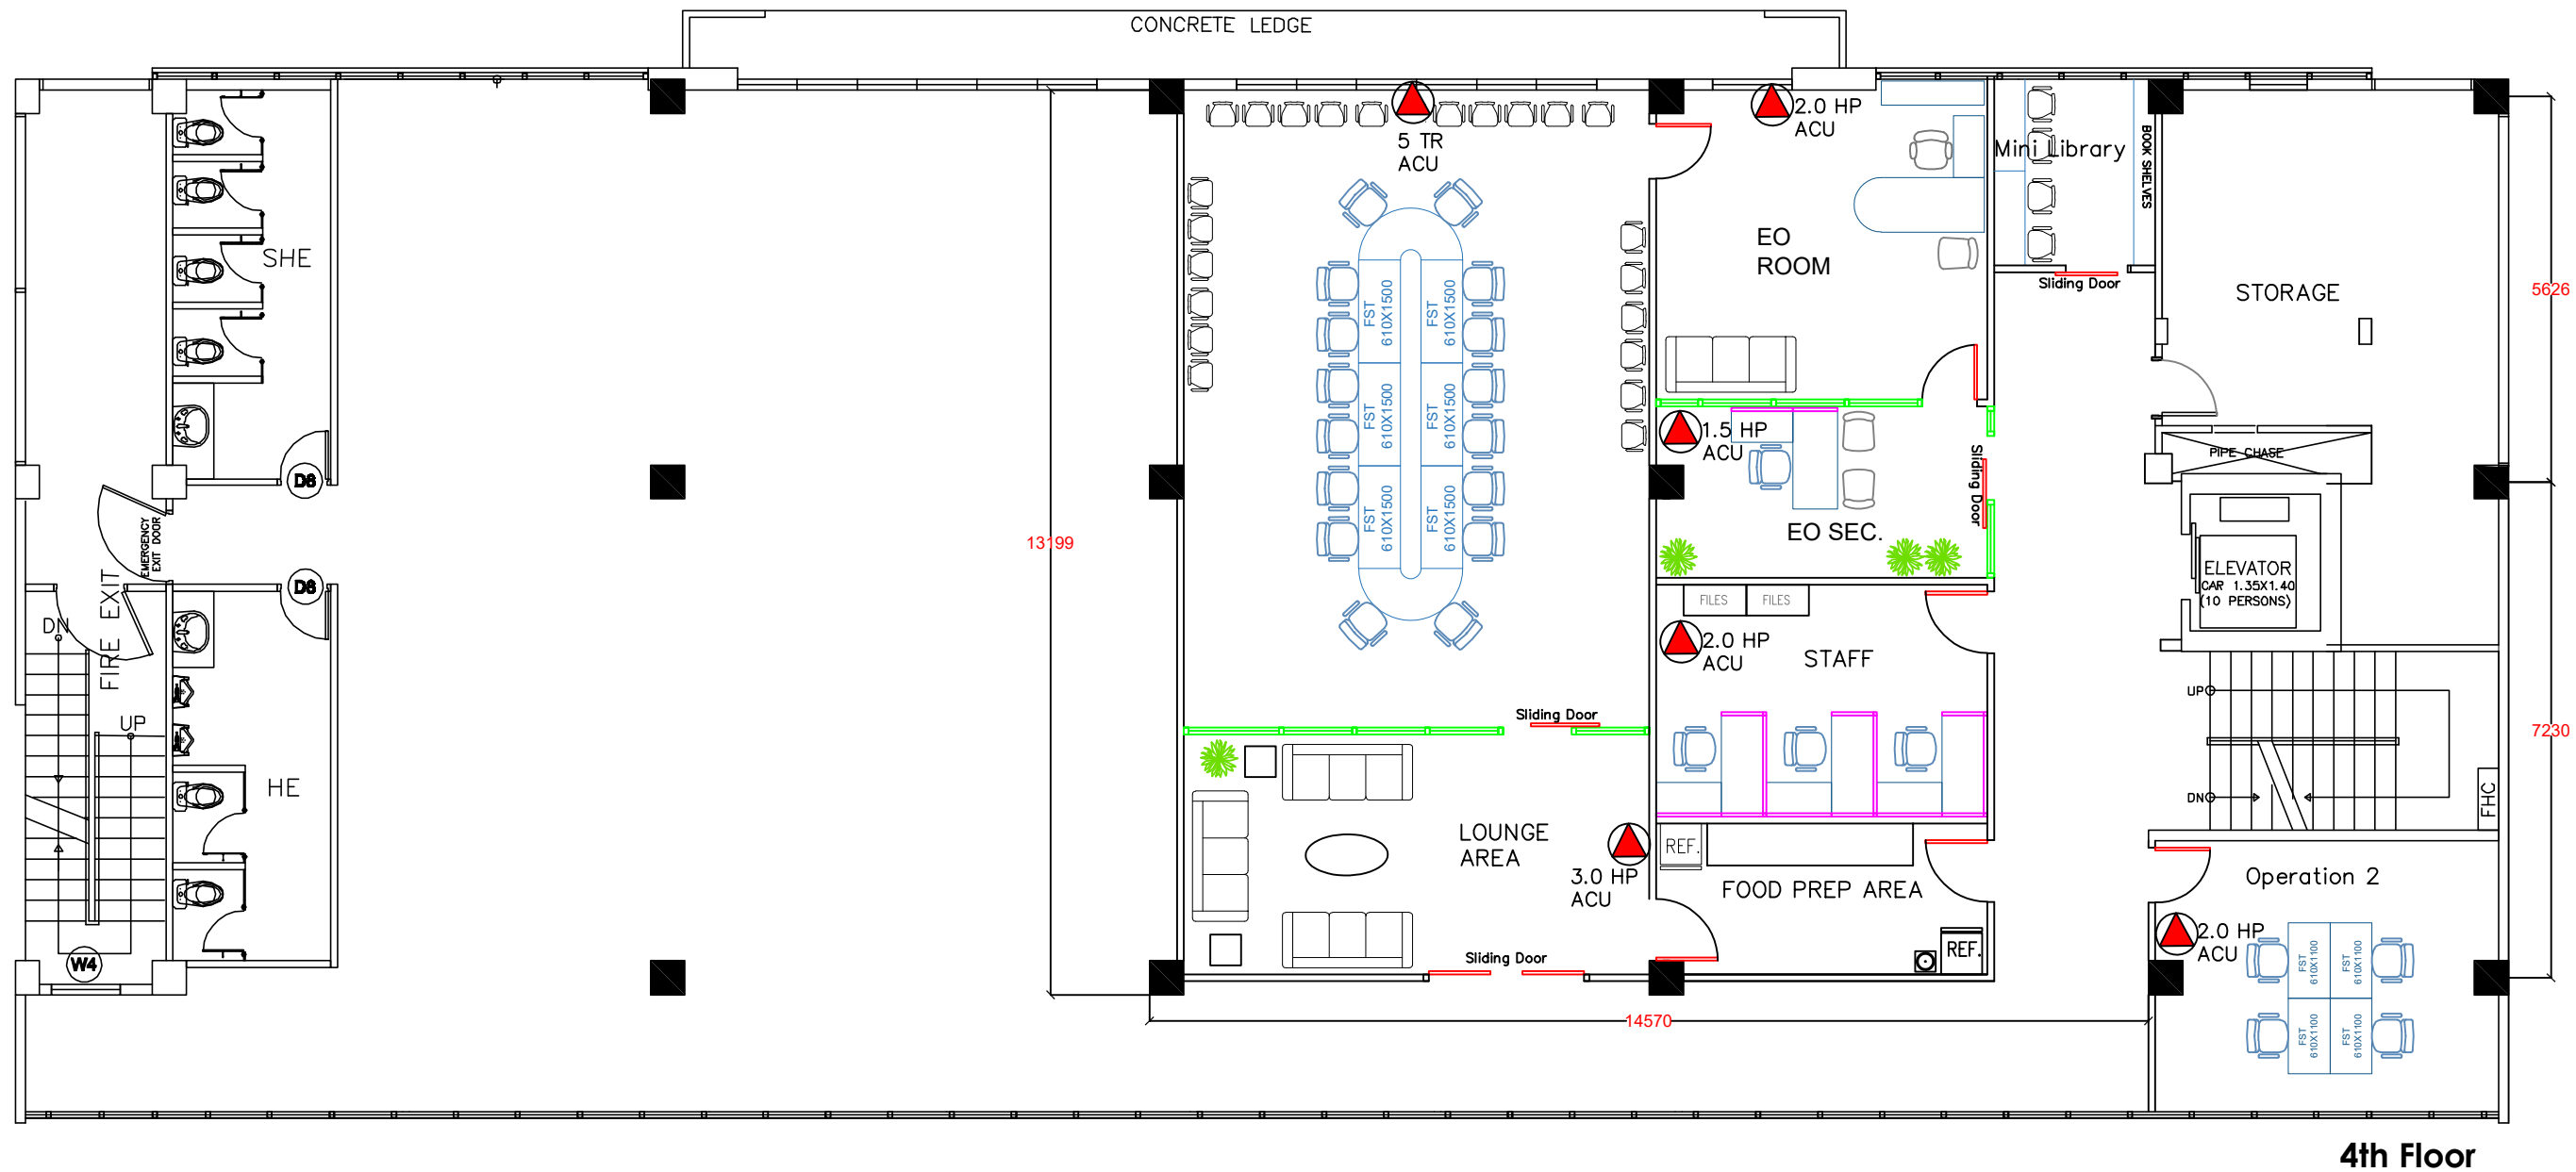 CONCRETE LEDGE
2.0 HP
ACU
5 TR
ACU
Mini Library
BOOK SHELVES
SHE
EO
ROOM
Sliding Door
STORAGE
5626
FST
610X1500
FST
610X1500
FST
610X1500
FST
610X1500
FST
610X1500
FST
610X1500
1.5 HP
ACU
Sliding Door
PIPE CHASE
D8
EMERGENCY
EXIT DOOR
EO SEC.
13199
D8
FIRE EXIT
DN
ELEVATOR
CAR 1.35X1.40
(10 PERSONS)
FILES
FILES
2.0 HP
ACU
STAFF
UP
UP
Sliding Door
7230
HE
DN
FHC
LOUNGE
AREA
REF.
3.0 HP
ACU
FOOD PREP AREA
Operation 2
2.0 HP
ACU
W4
Sliding Door
REF.
FST
610X1100
FST
610X1100
FST
610X1100
FST
610X1100
14570
4th Floor